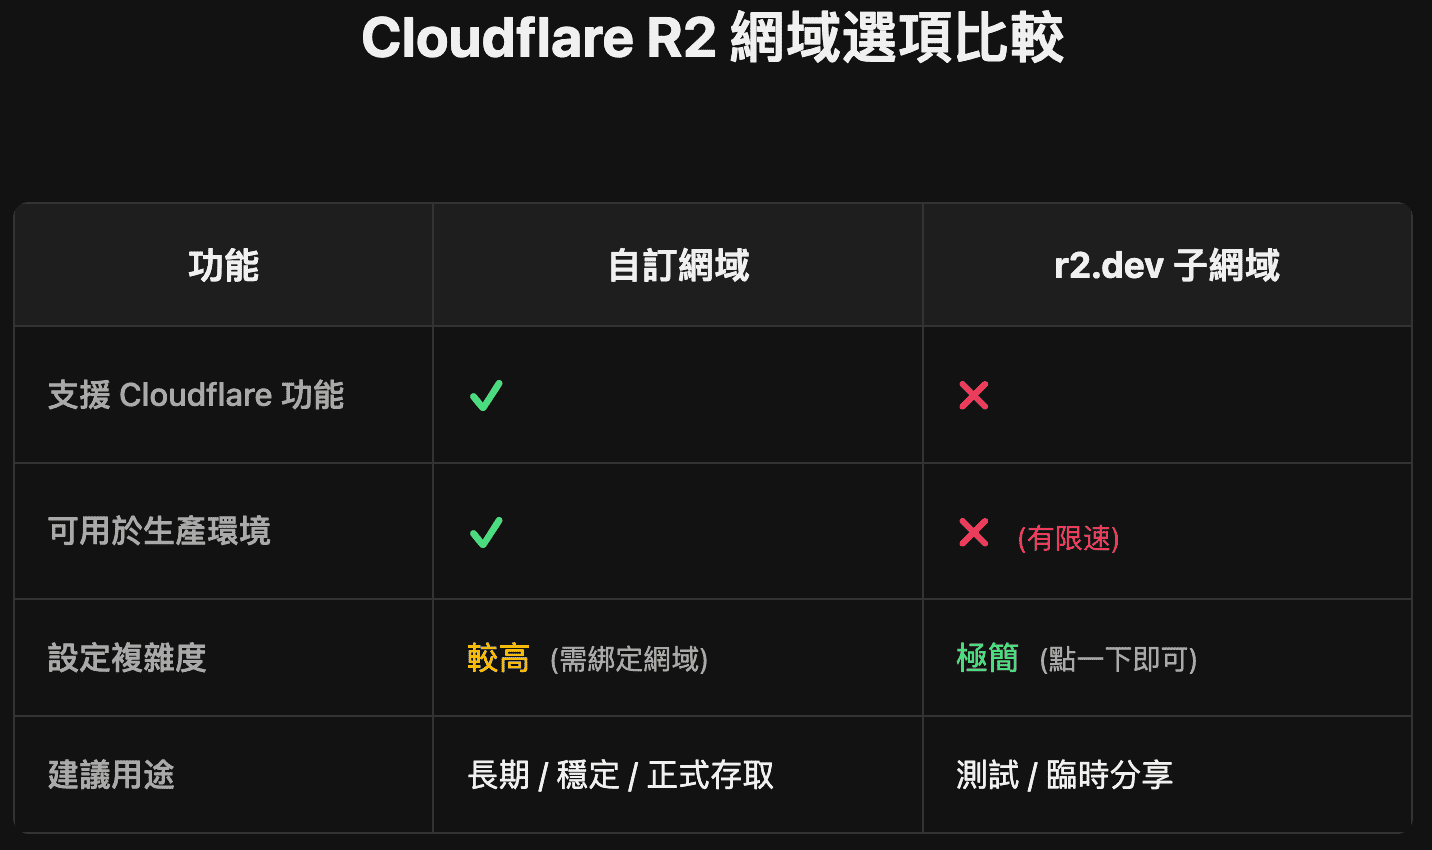 Cloudflare R2 網域選項比較
功能 自訂網域 r2.dev 子網域
支援 Cloudflare 功能 ✓ ✕
可用於生產環境 ✓ ✕ (有限速)
設定複雜度 較高 (需綁定網域) 極簡 (點一下即可)
建議用途 長期 / 穩定 / 正式存取 測試 / 臨時分享